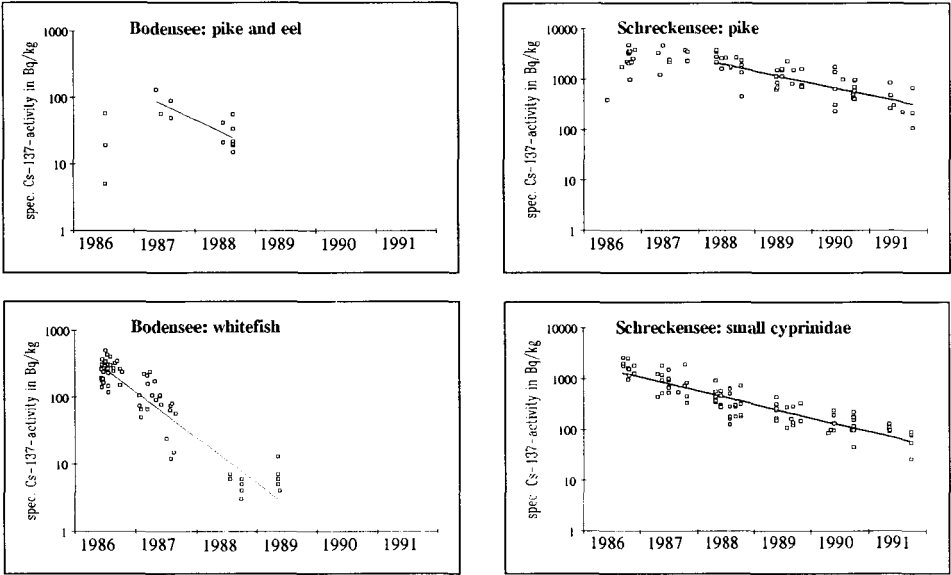 Bodensee: pike and eel
spec. Cs-137-activity in Bq/kg
1000
100
10
1
1986 1987 1988 1989 1990 1991
Schreckensee: pike
spec. Cs-137-activity in Bq/kg
10000
1000
100
10
1
1986 1987 1988 1989 1990 1991
Bodensee: whitefish
spec. Cs-137-activity in Bq/kg
1000
100
10
1
1986 1987 1988 1989 1990 1991
Schreckensee: small cyprinidae
spec. Cs-137-activity in Bq/kg
10000
1000
100
10
1
1986 1987 1988 1989 1990 1991